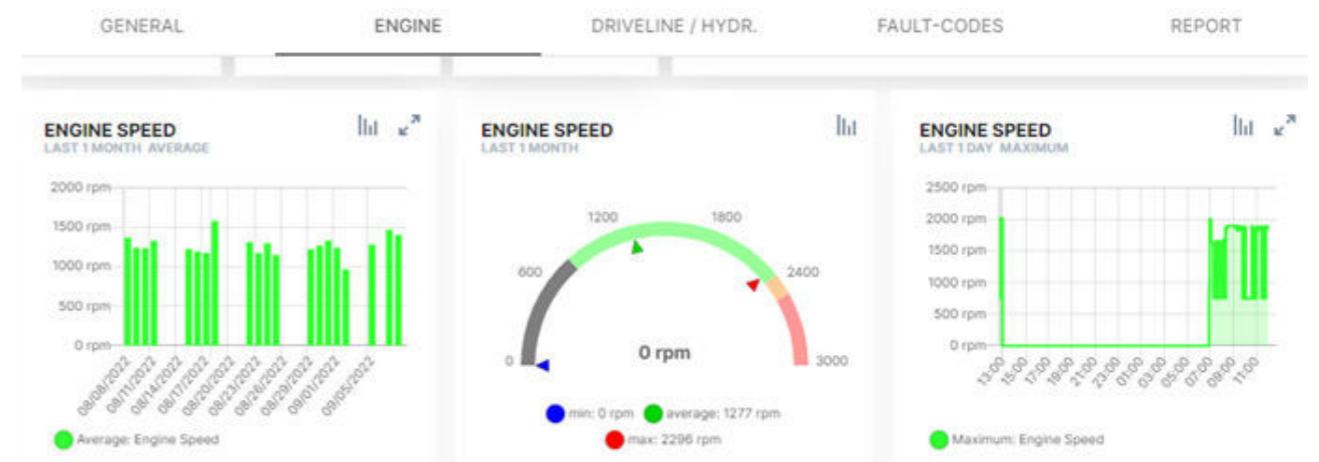 GENERAL ENGINE DRIVELINE / HYDR. FAULT-CODES REPORT
ENGINE SPEED
LAST 1 MONTH AVERAGE
2000 rpm
1500 rpm
1000 rpm
500 rpm
0 rpm
08/08/2022
08/11/2022
08/14/2022
08/17/2022
08/20/2022
08/23/2022
08/26/2022
08/29/2022
09/01/2022
09/05/2022
Average: Engine Speed
ENGINE SPEED
LAST 1 MONTH
0
600
1200
1800
2400
3000
0 rpm
min: 0 rpm average: 1277 rpm
max: 2296 rpm
ENGINE SPEED
LAST 1 DAY MAXIMUM
2500 rpm
2000 rpm
1500 rpm
1000 rpm
500 rpm
0 rpm
13:00
15:00
17:00
19:00
21:00
23:00
01:00
03:00
05:00
07:00
09:00
11:00
Maximum: Engine Speed